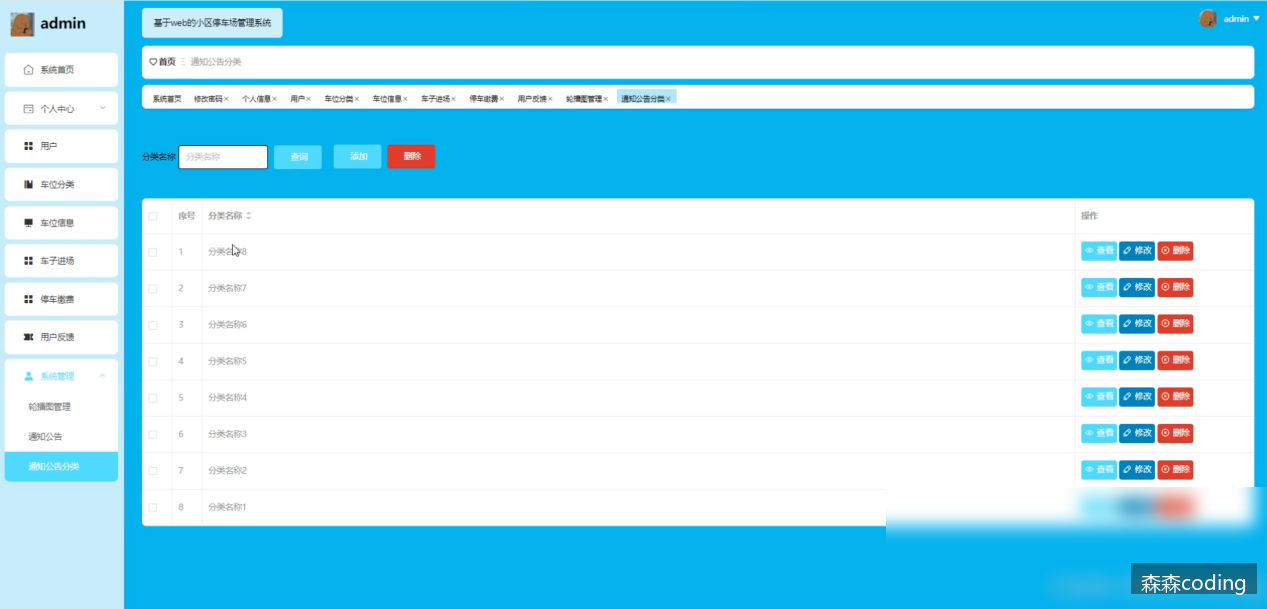 admin
基于web的小区停车场管理系统
admin
系统首页
个人中心
用户
车位分类
车位信息
车子进场
停车缴费
用户反馈
系统管理
轮播图管理
通知公告
通知公告分类
首页 通知公告分类
系统首页 修改密码× 个人信息× 用户× 车位分类× 车位信息× 车子进场× 停车缴费× 用户反馈× 轮播图管理× 通知公告分类×
分类名称 分类名称 查询 添加 删除
序号 分类名称 操作
1 分类名称8 查看 修改 删除
2 分类名称7 查看 修改 删除
3 分类名称6 查看 修改 删除
4 分类名称5 查看 修改 删除
5 分类名称4 查看 修改 删除
6 分类名称3 查看 修改 删除
7 分类名称2 查看 修改 删除
8 分类名称1
森森coding